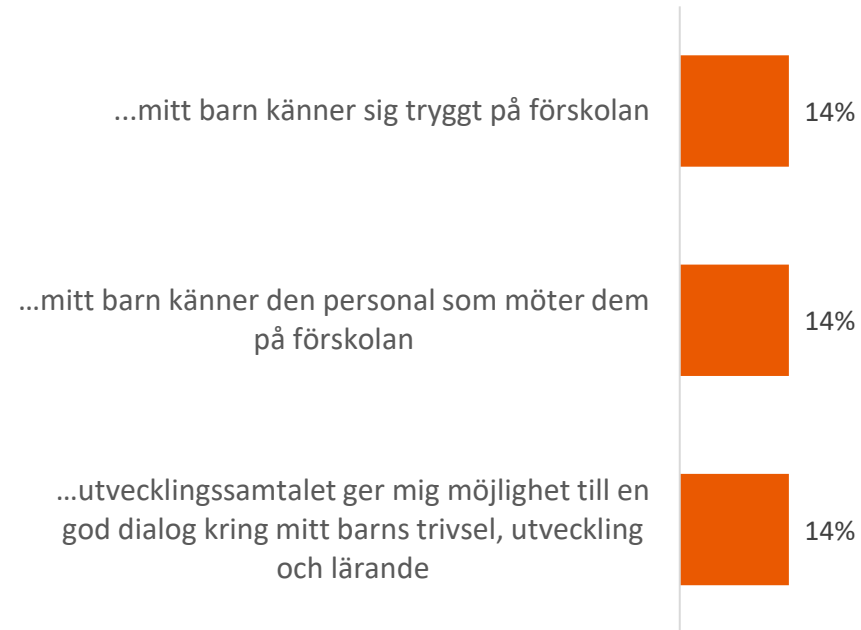 ...mitt barn känner sig tryggt på förskolan
14%
...mitt barn känner den personal som möter dem
på förskolan
14%
...utvecklingssamtalet ger mig möjlighet till en
god dialog kring mitt barns trivsel, utveckling
och lärande
14%